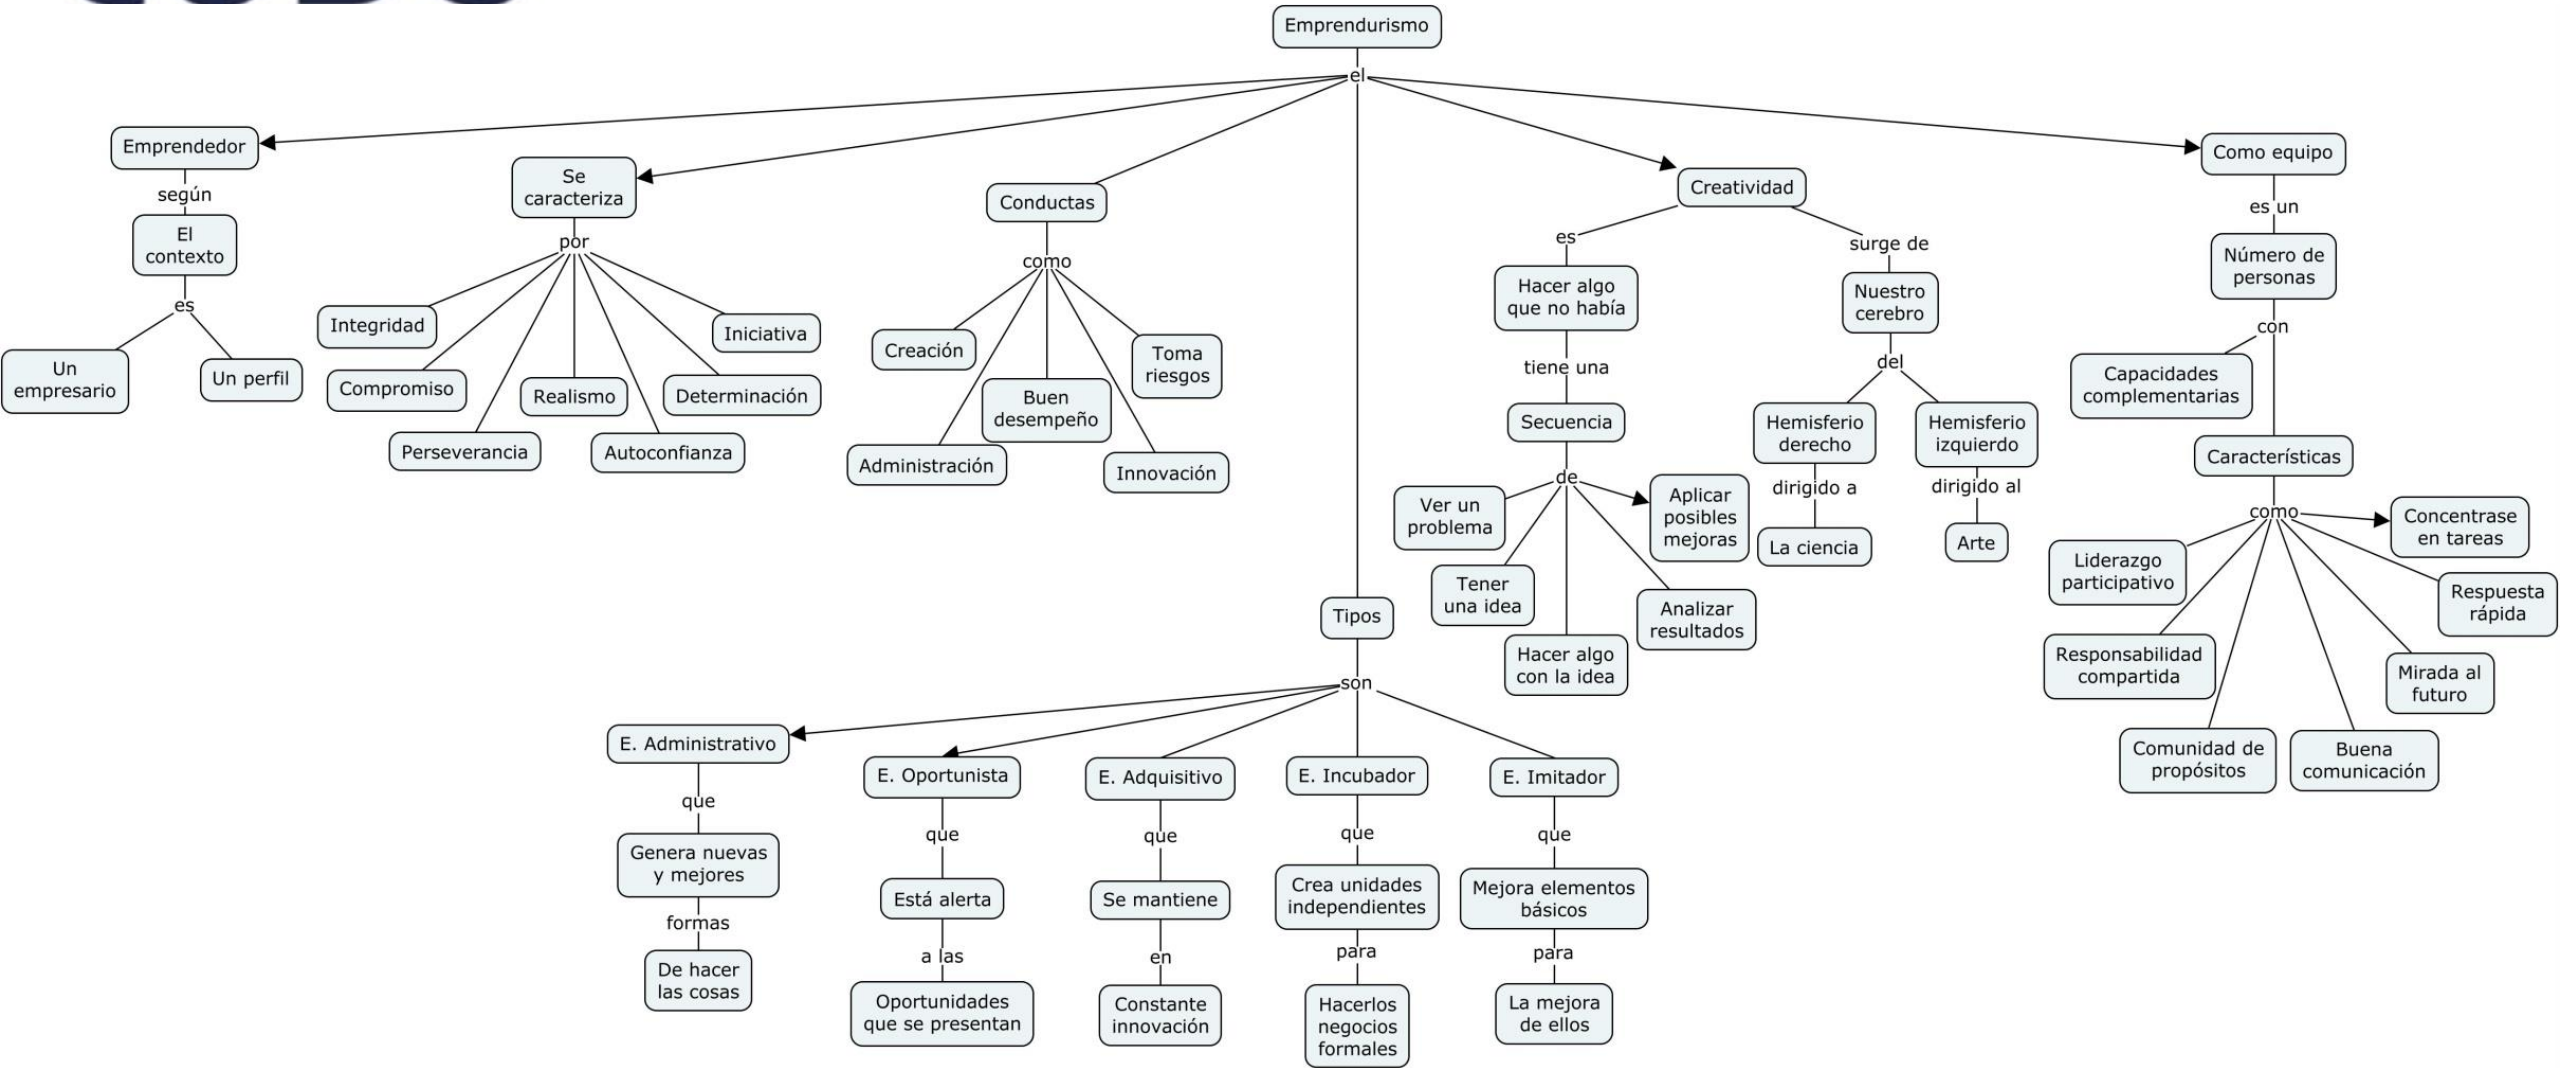 Emprendurismo
el
Emprendedor
según
El
contexto
es
Un
empresario
Un perfil
Se
caracteriza
por
Integridad
Compromiso
Perseverancia
Realismo
Autoconfianza
Determinación
Iniciativa
Conductas
como
Creación
Administración
Buen
desempeño
Innovación
Toma
riesgos
Tipos
son
E. Administrativo
que
Genera nuevas
y mejores
formas
De hacer
las cosas
E. Oportunista
que
Está alerta
a las
Oportunidades
que se presentan
E. Adquisitivo
que
Se mantiene
en
Constante
innovación
E. Incubador
que
Crea unidades
independientes
para
Hacerlos
negocios
formales
E. Imitador
que
Mejora elementos
básicos
para
La mejora
de ellos
Creatividad
es
Hacer algo
que no había
tiene una
Secuencia
de
Ver un
problema
Tener
una idea
Hacer algo
con la idea
Analizar
resultados
Aplicar
posibles
mejoras
surge de
Nuestro
cerebro
del
Hemisferio
derecho
dirigido a
La ciencia
Hemisferio
izquierdo
dirigido al
Arte
Como equipo
es un
Número de
personas
con
Capacidades
complementarias
Características
como
Liderazgo
participativo
Responsabilidad
compartida
Comunidad de
propósitos
Buena
comunicación
Mirada al
futuro
Respuesta
rápida
Concentrase
en tareas